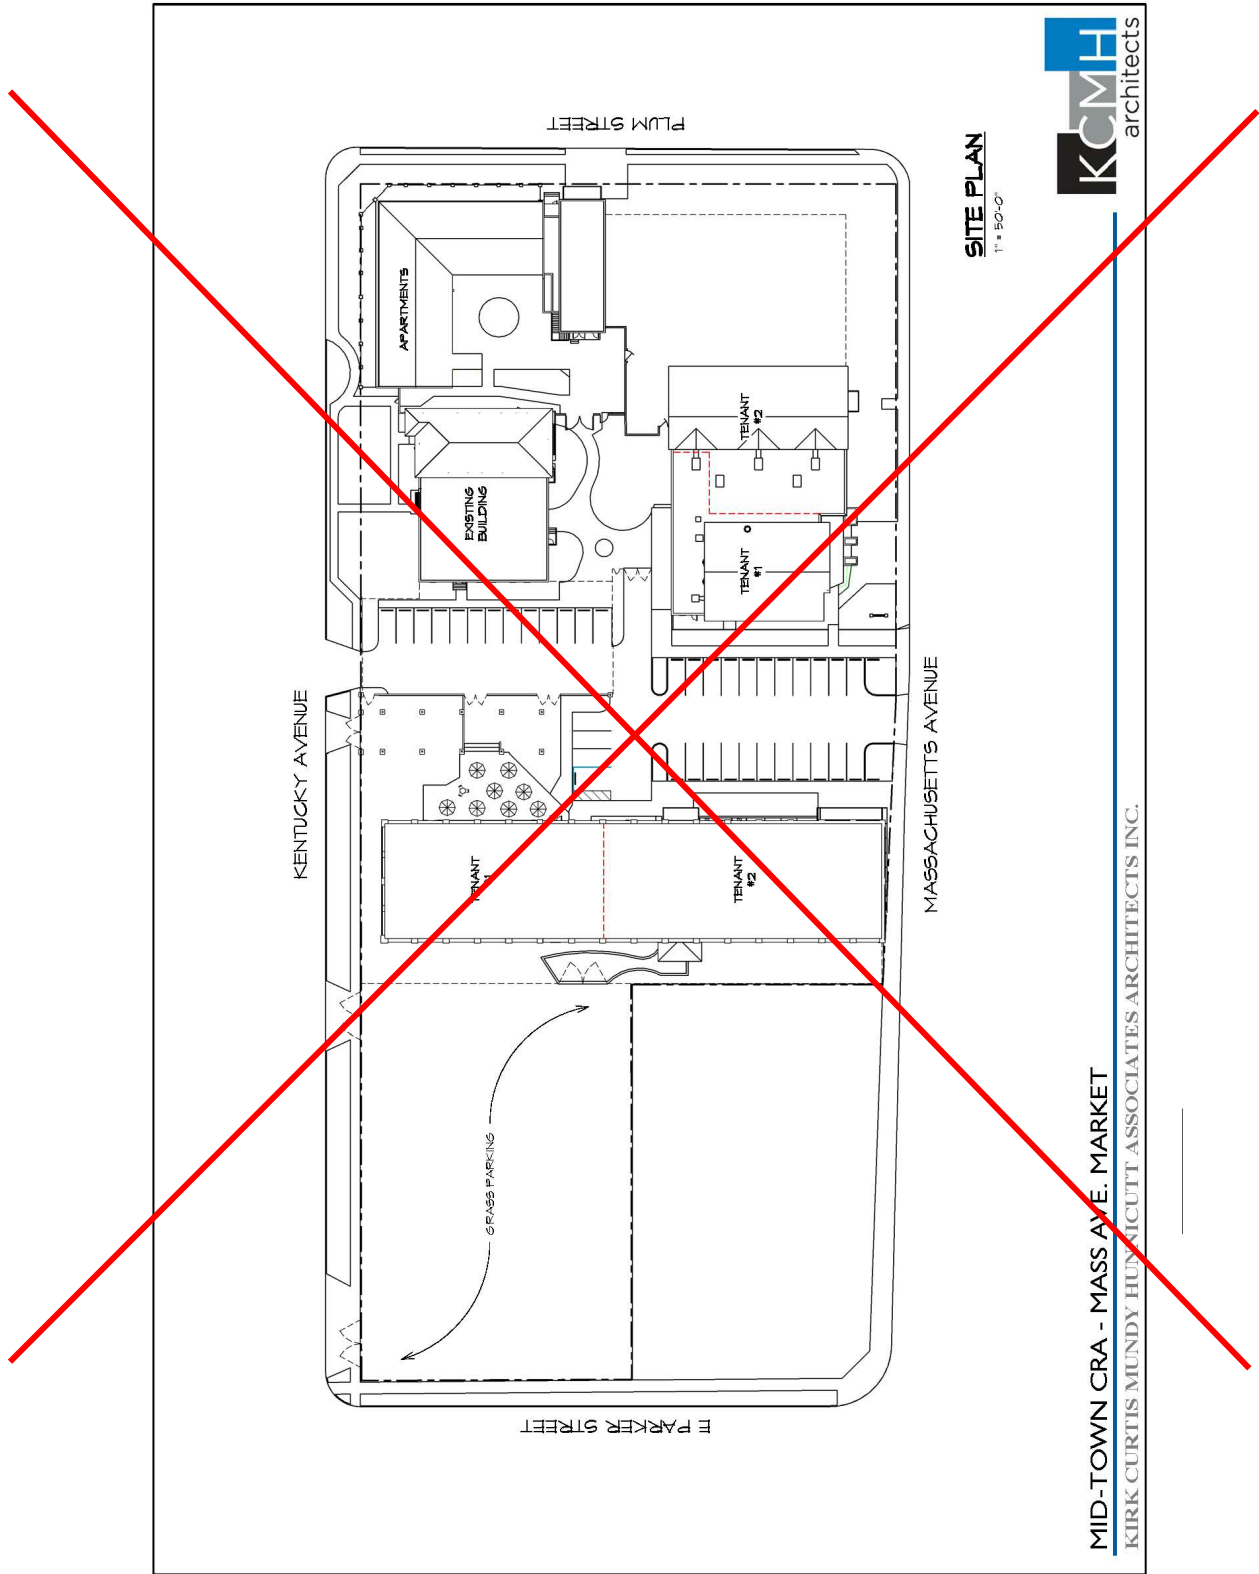 PLUM STREET
KCMH
architects
SITE PLAN
1" = 50'-0"
APARTMENTS
TENANT
#2
EXISTING
BUILDING
TENANT
#1
KENTUCKY AVENUE
MASSACHUSETTS AVENUE
TENANT
TENANT
#2
GRASS PARKING
E PARKER STREET
MID-TOWN CRA - MASS AVE. MARKET
KIRK CURTIS MUNDY HUNNICUTT ASSOCIATES ARCHITECTS INC.